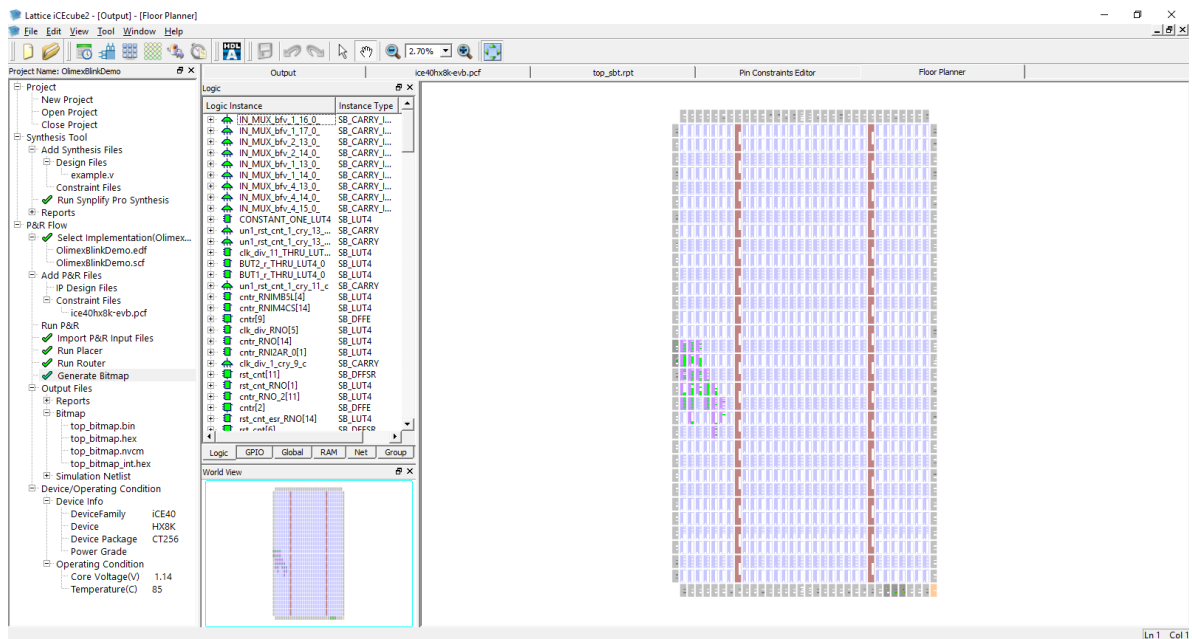 Lattice iCEcube2 - [Output] - [Floor Planner]
File Edit View Tool Window Help
HDL
2.70%
Project Name: OlimexBlinkDemo
Output
ice40hx8k-evb.pcf
top_sbt.rpt
Pin Constraints Editor
Floor Planner
Project
New Project
Open Project
Close Project
Synthesis Tool
Add Synthesis Files
Design Files
example.v
Constraint Files
Run Synplify Pro Synthesis
Reports
P&R Flow
Select Implementation(Olimex...
OlimexBlinkDemo.edf
OlimexBlinkDemo.scf
Add P&R Files
IP Design Files
Constraint Files
ice40hx8k-evb.pcf
Run P&R
Import P&R Input Files
Run Placer
Run Router
Generate Bitmap
Output Files
Reports
Bitmap
top_bitmap.bin
top_bitmap.hex
top_bitmap.nvcm
top_bitmap_int.hex
Simulation Netlist
Device/Operating Condition
Device Info
DeviceFamily iCE40
Device HX8K
Device Package CT256
Power Grade
Operating Condition
Core Voltage(V) 1.14
Temperature(C) 85
Logic
Logic Instance Instance Type
IN_MUX_bfv_1_16_0_ SB_CARRY_I...
IN_MUX_bfv_1_17_0_ SB_CARRY_I...
IN_MUX_bfv_2_13_0_ SB_CARRY_I...
IN_MUX_bfv_2_14_0_ SB_CARRY_I...
IN_MUX_bfv_1_13_0_ SB_CARRY_I...
IN_MUX_bfv_1_14_0_ SB_CARRY_I...
IN_MUX_bfv_4_13_0_ SB_CARRY_I...
IN_MUX_bfv_4_14_0_ SB_CARRY_I...
IN_MUX_bfv_4_15_0_ SB_CARRY_I...
CONSTANT_ONE_LUT4 SB_LUT4
un1_rst_cnt_1_cry_13_... SB_CARRY
un1_rst_cnt_1_cry_13_... SB_CARRY
clk_div_11_THRU_LUT... SB_LUT4
BUT2_r_THRU_LUT4_0 SB_LUT4
BUT1_r_THRU_LUT4_0 SB_LUT4
un1_rst_cnt_1_cry_11_c SB_CARRY
cntr_RNIMB5L[4] SB_LUT4
cntr_RNIM4CS[14] SB_LUT4
cntr[9] SB_DFFE
clk_div_RNO[5] SB_LUT4
cntr_RNO[14] SB_LUT4
cntr_RNI2AR_0[1] SB_LUT4
clk_div_1_cry_9_c SB_CARRY
rst_cnt[11] SB_DFFSR
rst_cnt_RNO[1] SB_LUT4
cntr_RNO_2[11] SB_LUT4
cntr[2] SB_DFFE
rst_cnt_esr_RNO[14] SB_LUT4
rst_cnt[6] SB_DFFSR
Logic GPIO Global RAM Net Group
World View
Ln 1 Col 1